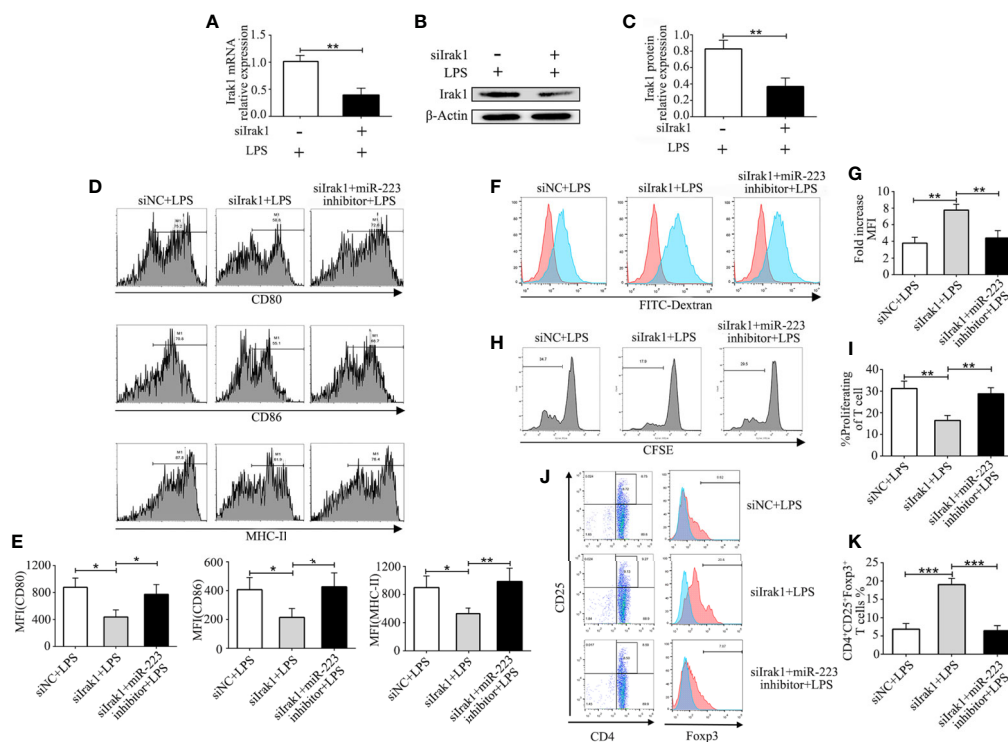 A
Irak1 mRNA
relative expression
1.5
1.0
0.5
0.0
**
siIrak1 - +
LPS + +
B
siIrak1 - +
LPS + +
Irak1
β-Actin
C
Irak1 protein
relative expression
1.0
0.8
0.6
0.4
0.2
0.0
**
siIrak1 - +
LPS + +
D
siNC+LPS
siIrak1+LPS
siIrak1+miR-223
inhibitor+LPS
M1
M1
M1
CD80
M1
M1
M1
CD86
M1
M1
M1
MHC-II
E
MFI(CD80)
1200
800
400
0
* *
siNC+LPS
siIrak1+LPS
siIrak1+miR-223
inhibitor+LPS
MFI(CD86)
600
400
200
0
* *
siNC+LPS
siIrak1+LPS
siIrak1+miR-223
inhibitor+LPS
MFI(MHC-II)
1200
800
400
0
* **
siNC+LPS
siIrak1+LPS
siIrak1+miR-223
inhibitor+LPS
F
siNC+LPS
siIrak1+LPS
siIrak1+miR-223
inhibitor+LPS
FITC-Dextran
G
Fold increase
MFI
10
8
6
4
2
0
** **
siNC+LPS
siIrak1+LPS
siIrak1+miR-223
inhibitor+LPS
H
siNC+LPS
siIrak1+LPS
siIrak1+miR-223
inhibitor+LPS
CFSE
I
%Proliferating
of T cell
40
30
20
10
0
** **
siNC+LPS
siIrak1+LPS
siIrak1+miR-223
inhibitor+LPS
J
CD25
siNC+LPS
siIrak1+LPS
siIrak1+miR-223
inhibitor+LPS
CD4
Foxp3
K
CD4+CD25+Foxp3+
T cells %
25
20
15
10
5
0
*** ***
siNC+LPS
siIrak1+LPS
siIrak1+miR-223
inhibitor+LPS